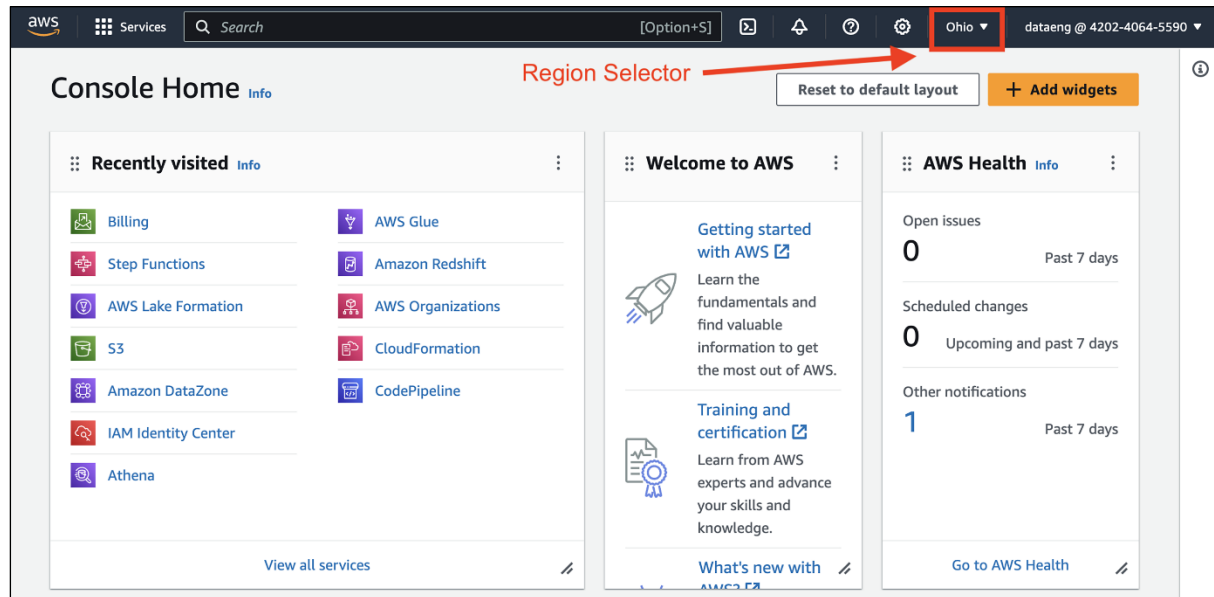 aws
Services
Search
[Option+S]
Ohio
dataeng @ 4202-4064-5590
Region Selector
Console Home Info
Reset to default layout
+ Add widgets
Recently visited Info
Billing
Step Functions
AWS Lake Formation
S3
Amazon DataZone
IAM Identity Center
Athena
AWS Glue
Amazon Redshift
AWS Organizations
CloudFormation
CodePipeline
View all services
Welcome to AWS
Getting started
with AWS
Learn the
fundamentals and
find valuable
information to get
the most out of AWS.
Training and
certification
Learn from AWS
experts and advance
your skills and
knowledge.
What's new with
AWS?
AWS Health Info
Open issues
0
Past 7 days
Scheduled changes
0
Upcoming and past 7 days
Other notifications
1
Past 7 days
Go to AWS Health